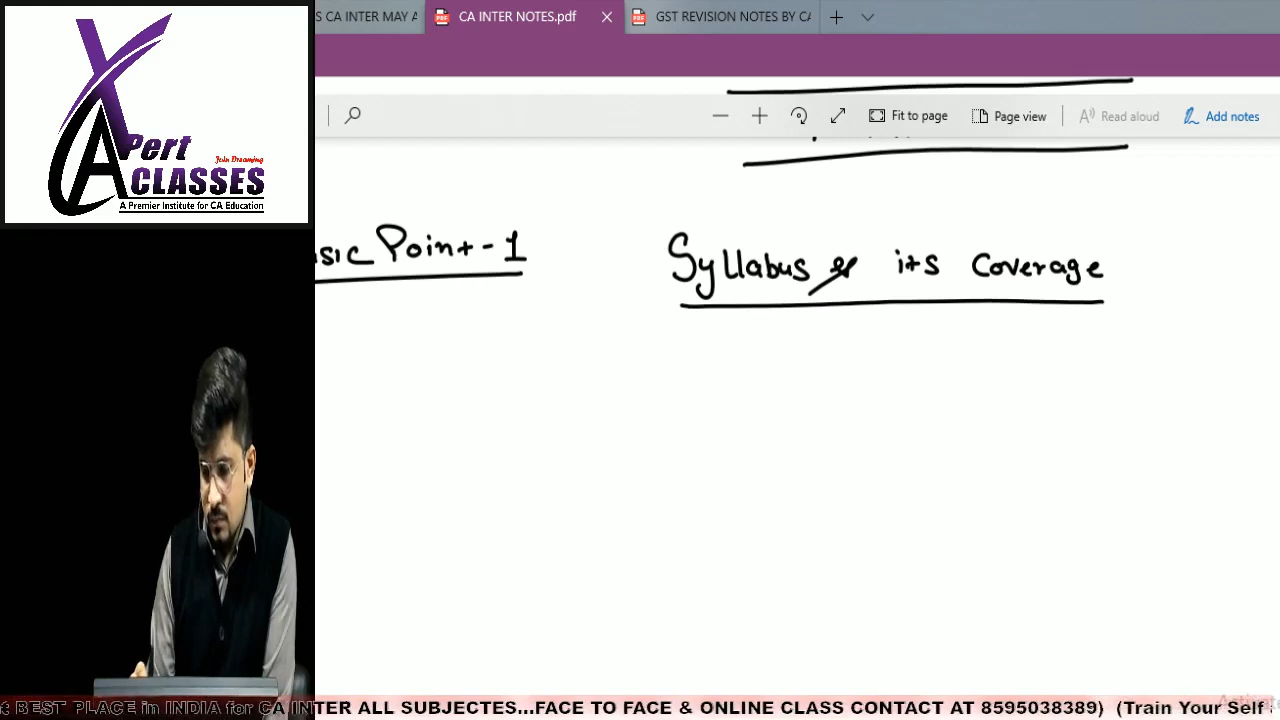 S CA INTER MAY A
CA INTER NOTES.pdf
GST REVISION NOTES BY CA
XPert
Join Dreaming
CLASSES
A Premier Institute for CA Education
Fit to page
Page view
Read aloud
Add notes
sic Point - 1
Syllabus & its Coverage
BEST PLACE in INDIA for CA INTER ALL SUBJECTES...FACE TO FACE & ONLINE CLASS CONTACT AT 8595038389) (Train Your Self